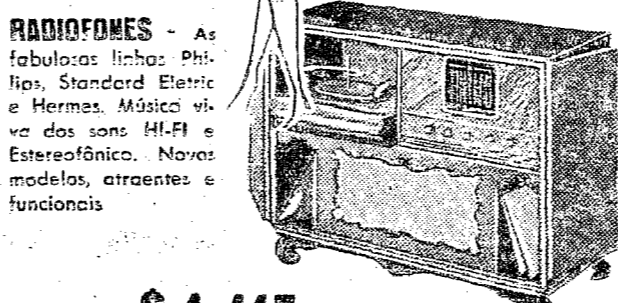 RADIOFONES - As
fabulosas linhas Phi-
lips, Standard Eletric
e Hermes. Música vi-
va dos sons HI-FI e
Estereofônico. Novos
modelos, atraentes e
funcionais